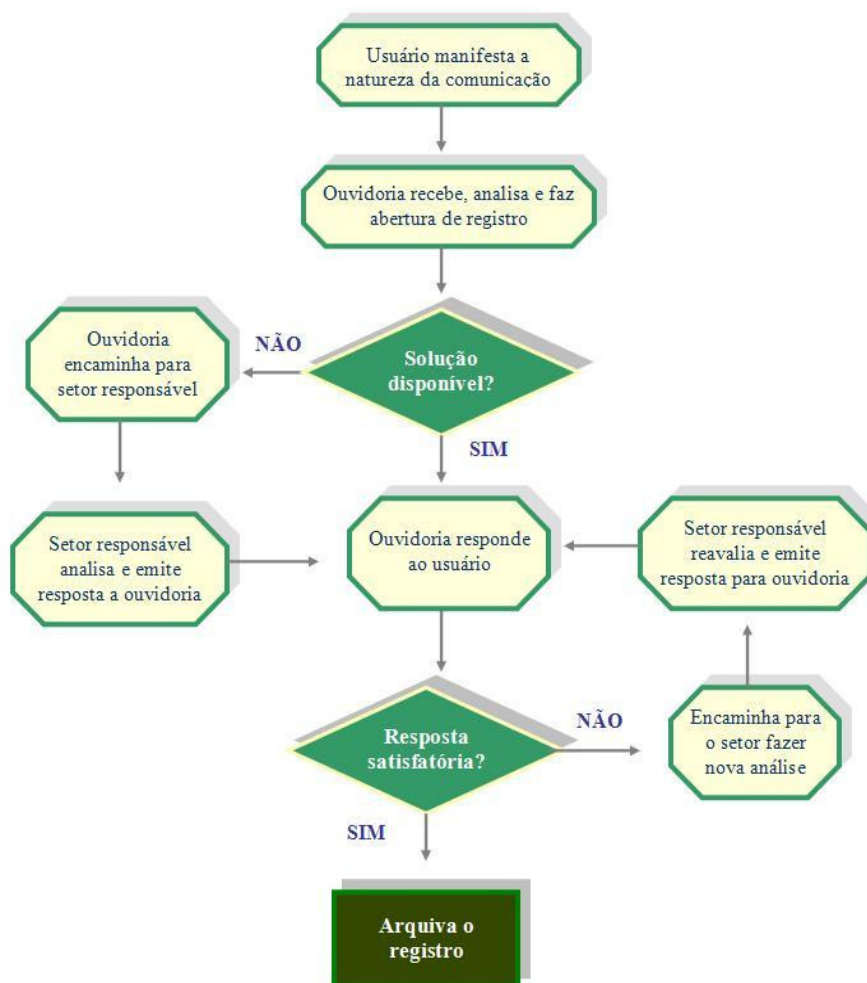 Usuário manifesta a
natureza da comunicação
Ouvidoria recebe, analisa e faz
abertura de registro
Solução
disponível?
NÃO
Ouvidoria
encaminha para
setor responsável
SIM
Setor responsável
analisa e emite
resposta a ouvidoria
Ouvidoria responde
ao usuário
Setor responsável
reavalia e emite
resposta para ouvidoria
Resposta
satisfatória?
NÃO
Encaminha para
o setor fazer
nova análise
SIM
Arquiva o
registro